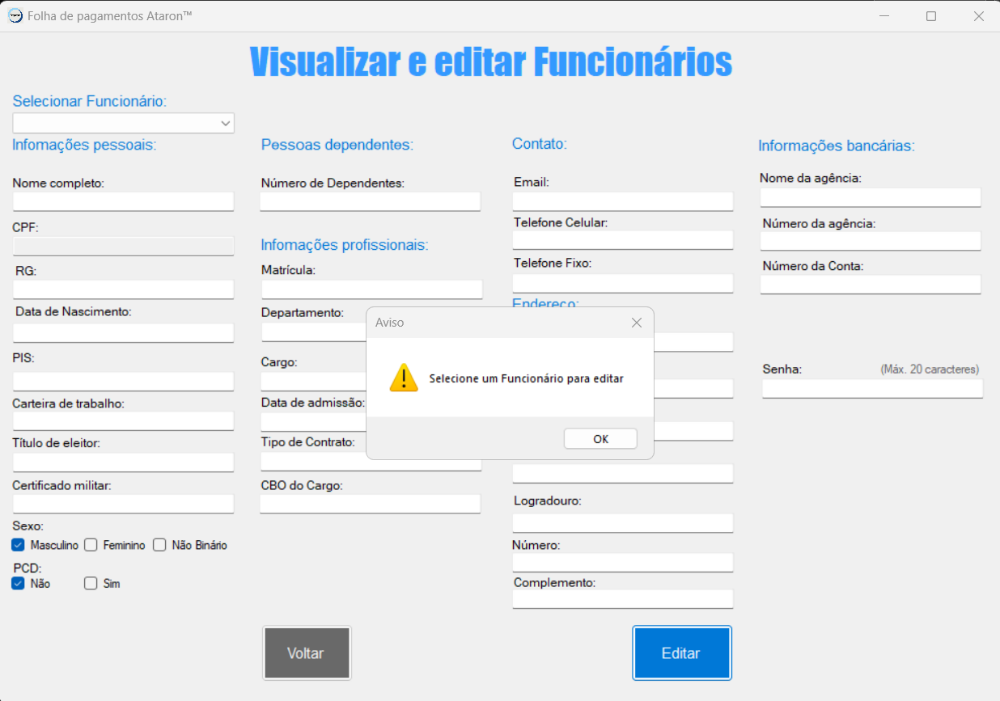 Folha de pagamentos Ataron™
Visualizar e editar Funcionários
Selecionar Funcionário:
Infomações pessoais:
Nome completo:
CPF:
RG:
Data de Nascimento:
PIS:
Carteira de trabalho:
Título de eleitor:
Certificado militar:
Sexo:
Masculino Feminino Não Binário
PCD:
Não Sim
Pessoas dependentes:
Número de Dependentes:
Infomações profissionais:
Matrícula:
Departamento:
Cargo:
Data de admissão:
Tipo de Contrato:
CBO do Cargo:
Contato:
Email:
Telefone Celular:
Telefone Fixo:
Endereço:
Logradouro:
Número:
Complemento:
Informações bancárias:
Nome da agência:
Número da agência:
Número da Conta:
Senha: (Máx. 20 caracteres)
Aviso
Selecione um Funcionário para editar
OK
Voltar
Editar